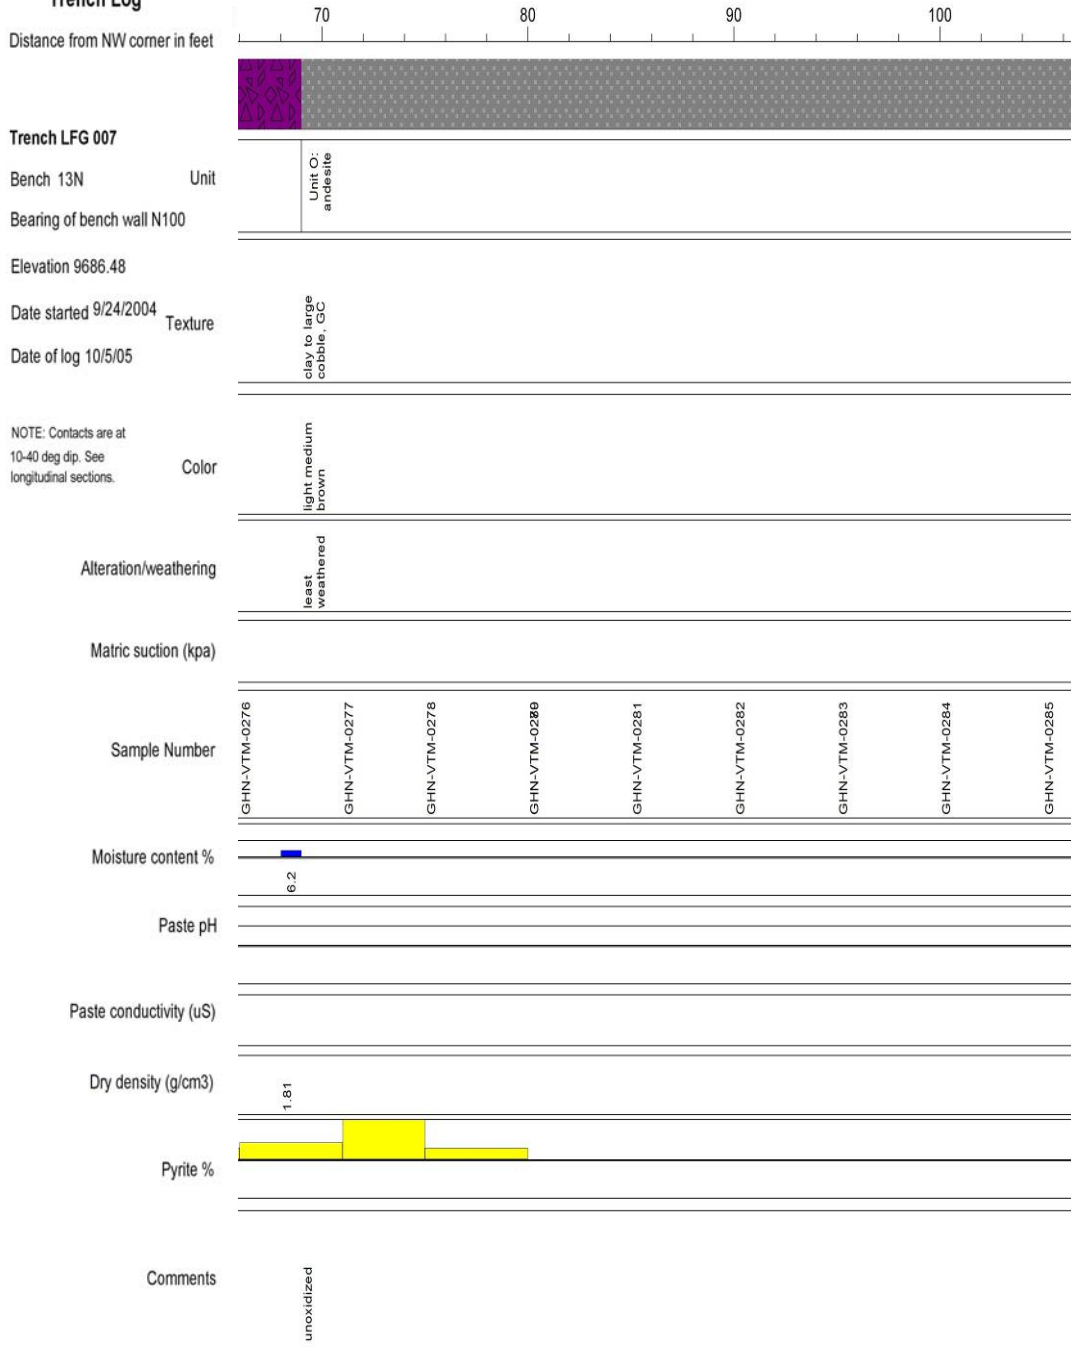 Trench Log
70 80 90 100
Distance from NW corner in feet
Trench LFG 007
Bench 13N
Unit
Unit O:
andesite
Bearing of bench wall N100
Elevation 9686.48
Date started 9/24/2004
Texture
clay to large
cobble, GC
Date of log 10/5/05
NOTE: Contacts are at
10-40 deg dip. See
longitudinal sections.
Color
light medium
brown
Alteration/weathering
least
weathered
Matric suction (kpa)
Sample Number
GHN-VTM-0276
GHN-VTM-0277
GHN-VTM-0278
GHN-VTM-0281
GHN-VTM-0282
GHN-VTM-0283
GHN-VTM-0284
GHN-VTM-0285
Moisture content %
6.2
Paste pH
Paste conductivity (uS)
Dry density (g/cm3)
1.81
Pyrite %
Comments
unoxidized